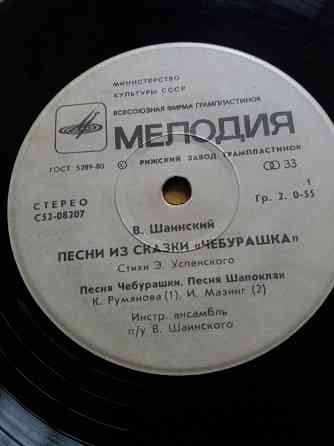 МИНИСТЕРСТВО
КУЛЬТУРЫ СССР
ВСЕСОЮЗНАЯ ФИРМА ГРАМПЛАСТИНОК
МЕЛОДИЯ
ГОСТ 5289-80
© РИЖСКИЙ ЗАВОД ГРАМПЛАСТИНОК
33
СТЕРЕО
С52-08207
1
Гр. 2. 0-55
В. Шаинский
ПЕСНИ ИЗ СКАЗКИ «ЧЕБУРАШКА»
Стихи Э. Успенского
Песня Чебурашки, Песня Шапокляк
К. Румянова (1), И. Мазинг (2)
Инстр. ансамбль
п/у В. Шаинского